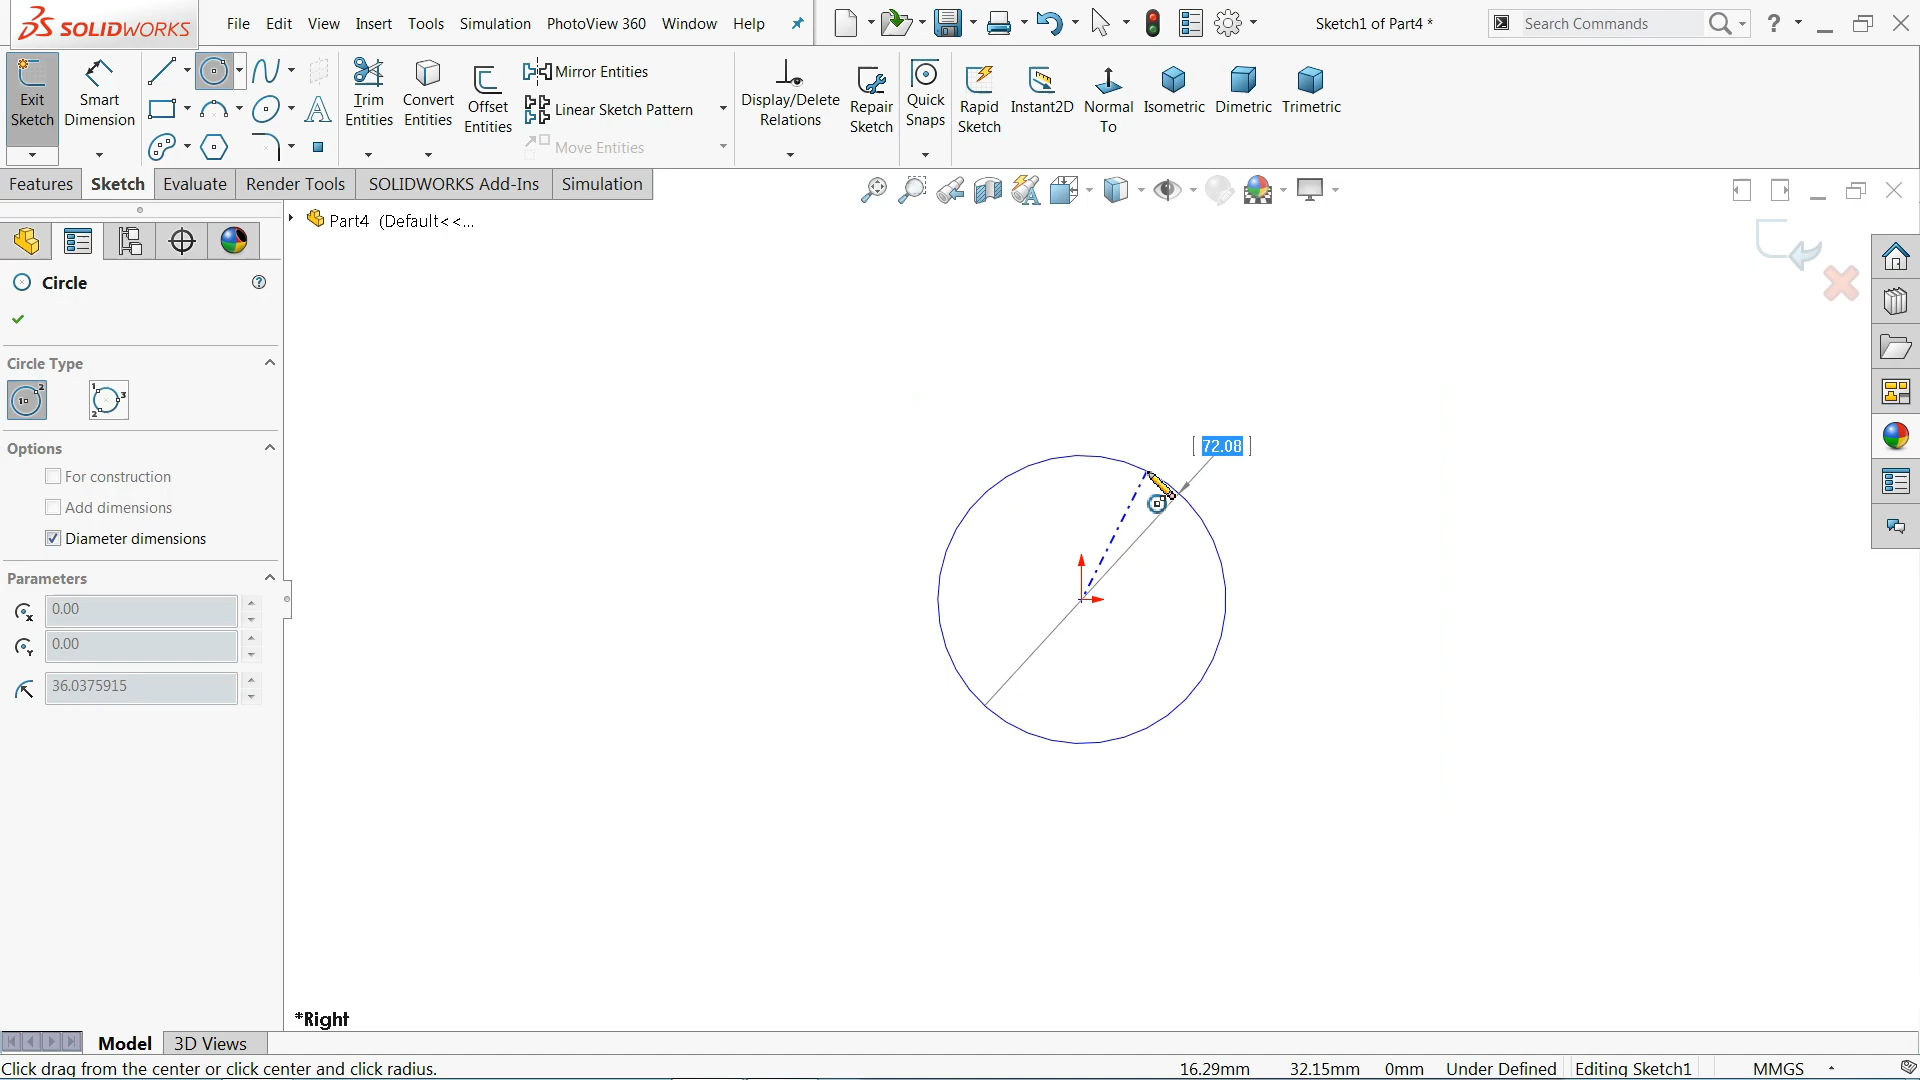 SOLIDWORKS
File Edit View Insert Tools Simulation PhotoView 360 Window Help
Sketch1 of Part4 *
Search Commands
Exit Sketch
Smart Dimension
Trim Entities
Convert Entities
Offset Entities
Mirror Entities
Linear Sketch Pattern
Move Entities
Display/Delete Relations
Repair Sketch
Quick Snaps
Rapid Sketch
Instant2D
Normal To
Isometric
Dimetric
Trimetric
Features Sketch Evaluate Render Tools SOLIDWORKS Add-Ins Simulation
Part4 (Default<<...
Circle
Circle Type
Options
For construction
Add dimensions
Diameter dimensions
Parameters
0.00
0.00
36.0375915
[ 72.08 ]
*Right
Model 3D Views
Click drag from the center or click center and click radius.
16.29mm 32.15mm 0mm Under Defined Editing Sketch1 MMGS